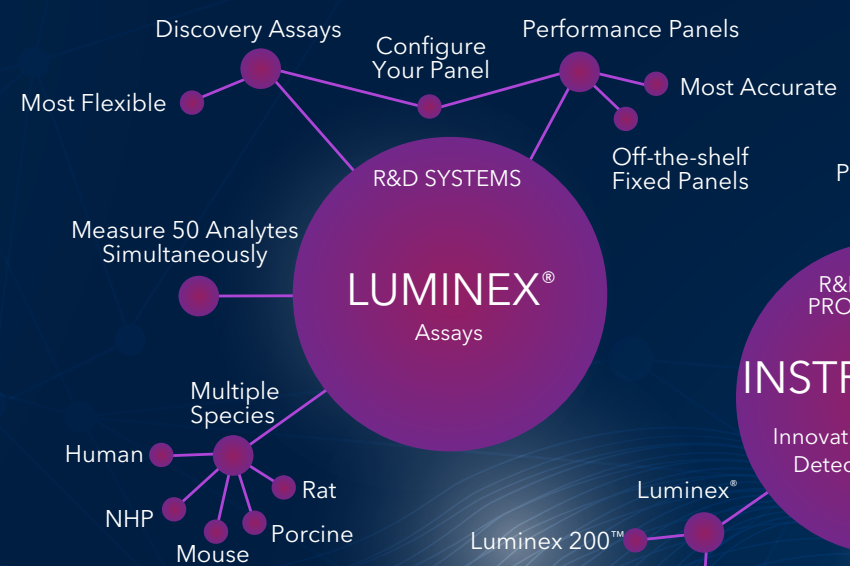 Discovery Assays
Configure
Your Panel
Performance Panels
Most Flexible
Most Accurate
Off-the-shelf
Fixed Panels
R&D SYSTEMS
LUMINEX®
Assays
Measure 50 Analytes
Simultaneously
Multiple
Species
Human
NHP
Mouse
Porcine
Rat
Luminex®
Luminex 200™